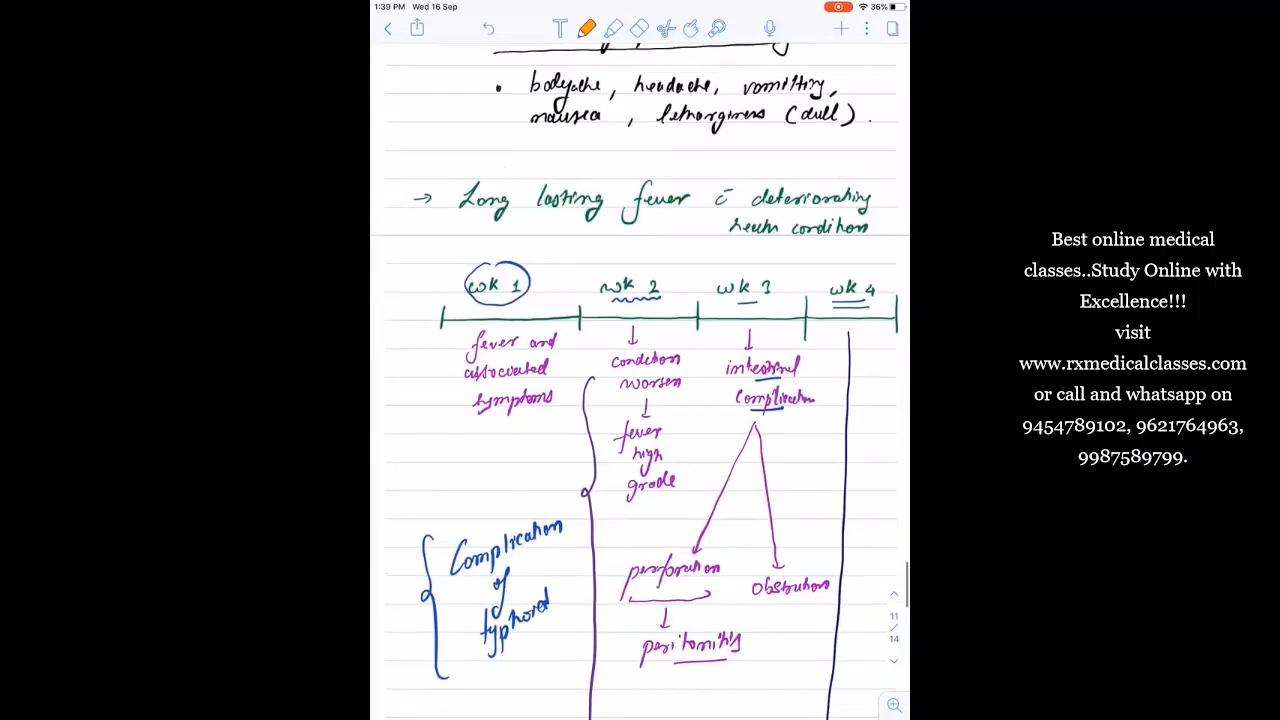 1:39 PM Wed 16 Sep
36%
• bodyache, headache, vomitting,
nausea, letharginess (dull).
→ Long lasting fever c̄ deteriorating
health condition
wk 1 wk 2 wk 3 wk 4
fever and
associated
symptoms
condition
worsen
fever
high
grade
intestinal
complication
perforation
obstruction
peritonitis
Complication
of
typhoid
11
/
14
Best online medical
classes..Study Online with
Excellence!!!
visit
www.rxmedicalclasses.com
or call and whatsapp on
9454789102, 9621764963,
9987589799.